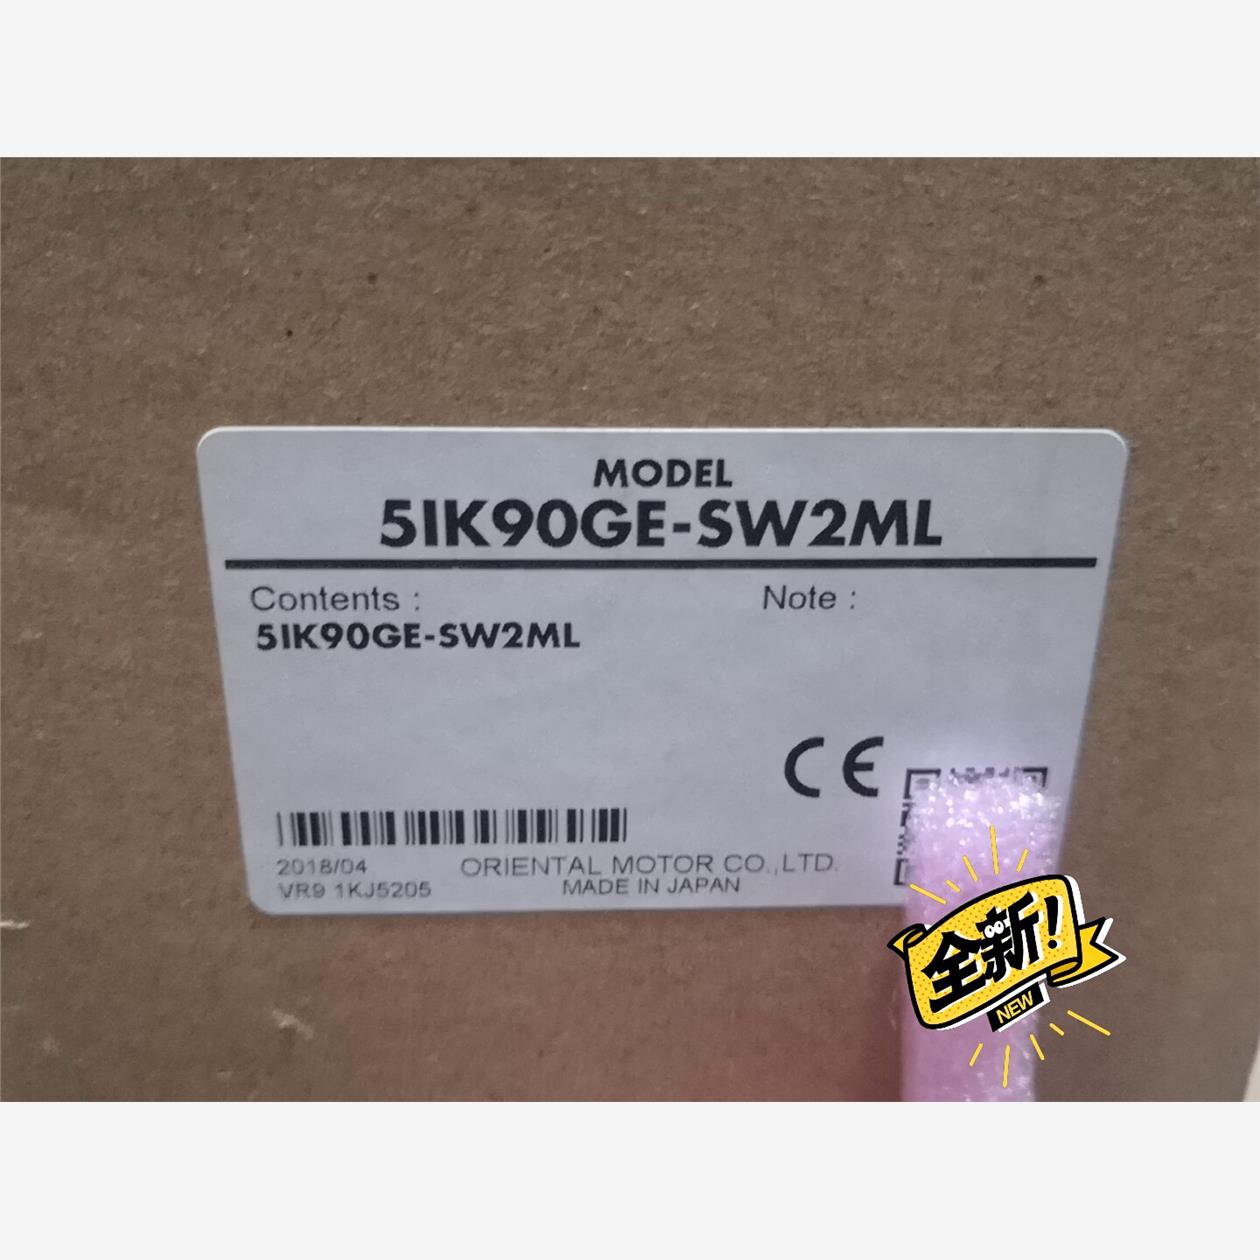 MODEL
5IK90GE-SW2ML
Contents :
Note :
5IK90GE-SW2ML
CE
2018/04
ORIENTAL MOTOR CO.,LTD.
VR9 1KJ5205
MADE IN JAPAN
全新!
NEW